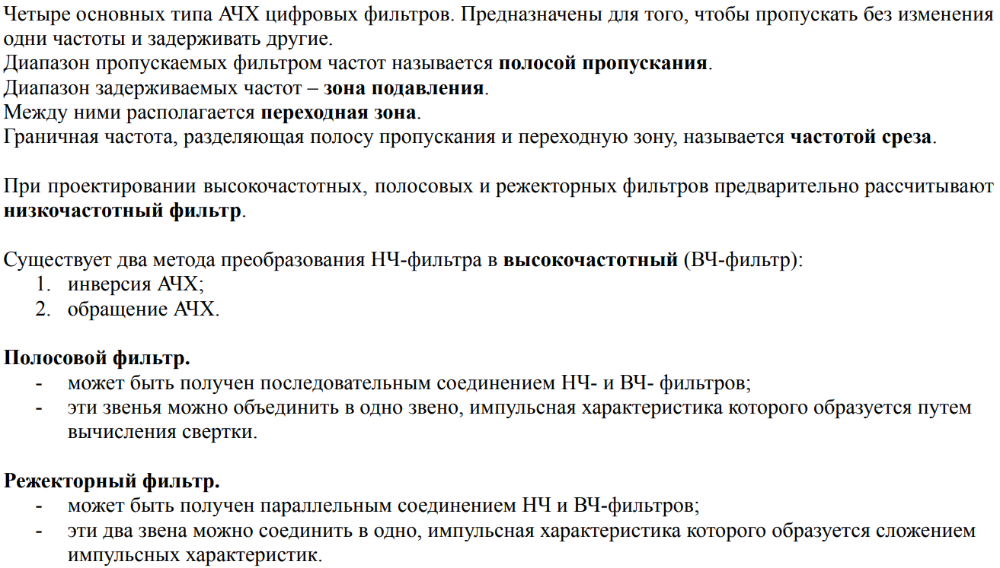 Четыре основных типа АЧХ цифровых фильтров. Предназначены для того, чтобы пропускать без изменения
одни частоты и задерживать другие.
Диапазон пропускаемых фильтром частот называется полосой пропускания.
Диапазон задерживаемых частот – зона подавления.
Между ними располагается переходная зона.
Граничная частота, разделяющая полосу пропускания и переходную зону, называется частотой среза.
При проектировании высокочастотных, полосовых и режекторных фильтров предварительно рассчитывают
низкочастотный фильтр.
Существует два метода преобразования НЧ-фильтра в высокочастотный (ВЧ-фильтр):
1. инверсия АЧХ;
2. обращение АЧХ.
Полосовой фильтр.
- может быть получен последовательным соединением НЧ- и ВЧ- фильтров;
- эти звенья можно объединить в одно звено, импульсная характеристика которого образуется путем
вычисления свертки.
Режекторный фильтр.
- может быть получен параллельным соединением НЧ и ВЧ-фильтров;
- эти два звена можно соединить в одно, импульсная характеристика которого образуется сложением
импульсных характеристик.